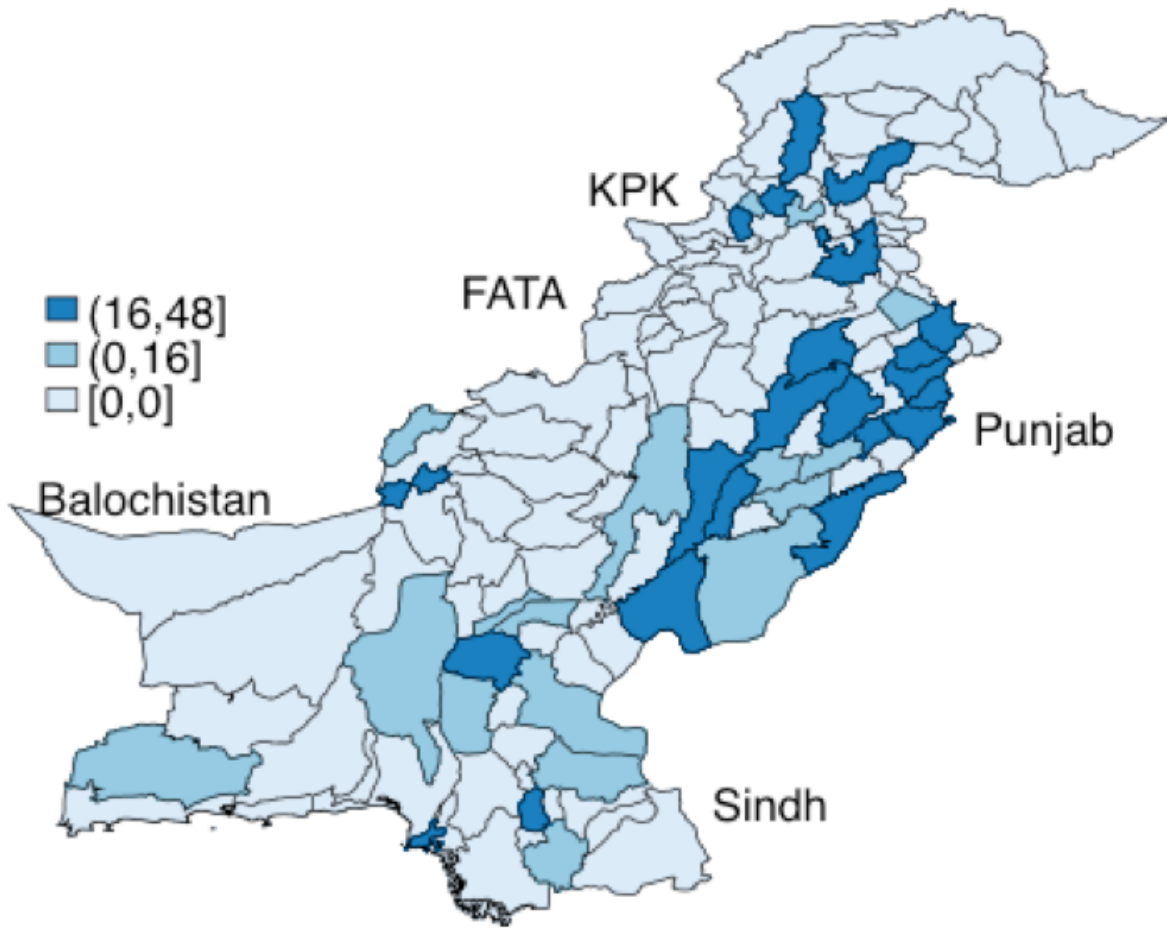 KPK
FATA
(16,48]
(0,16]
[0,0]
Punjab
Balochistan
Sindh